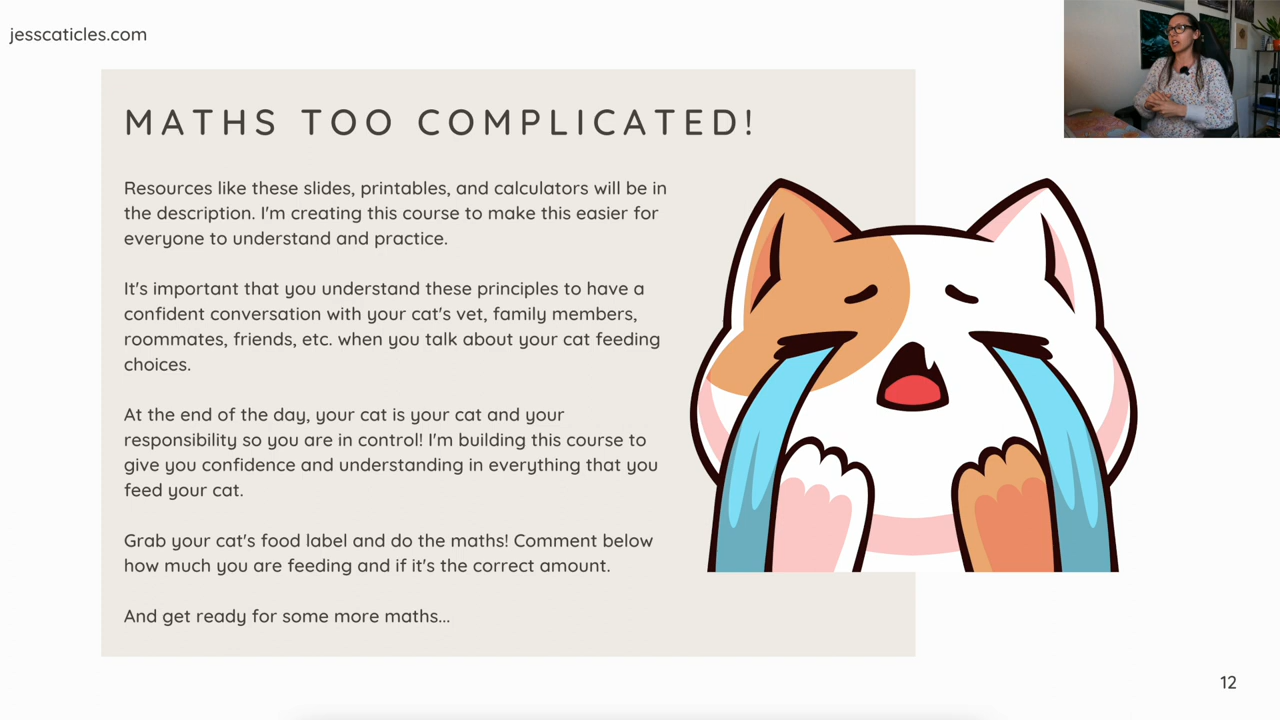 jesscaticles.com
MATHS TOO COMPLICATED!
Resources like these slides, printables, and calculators will be in
the description. I'm creating this course to make this easier for
everyone to understand and practice.
It's important that you understand these principles to have a
confident conversation with your cat's vet, family members,
roommates, friends, etc. when you talk about your cat feeding
choices.
At the end of the day, your cat is your cat and your
responsibility so you are in control! I'm building this course to
give you confidence and understanding in everything that you
feed your cat.
Grab your cat's food label and do the maths! Comment below
how much you are feeding and if it's the correct amount.
And get ready for some more maths...
12